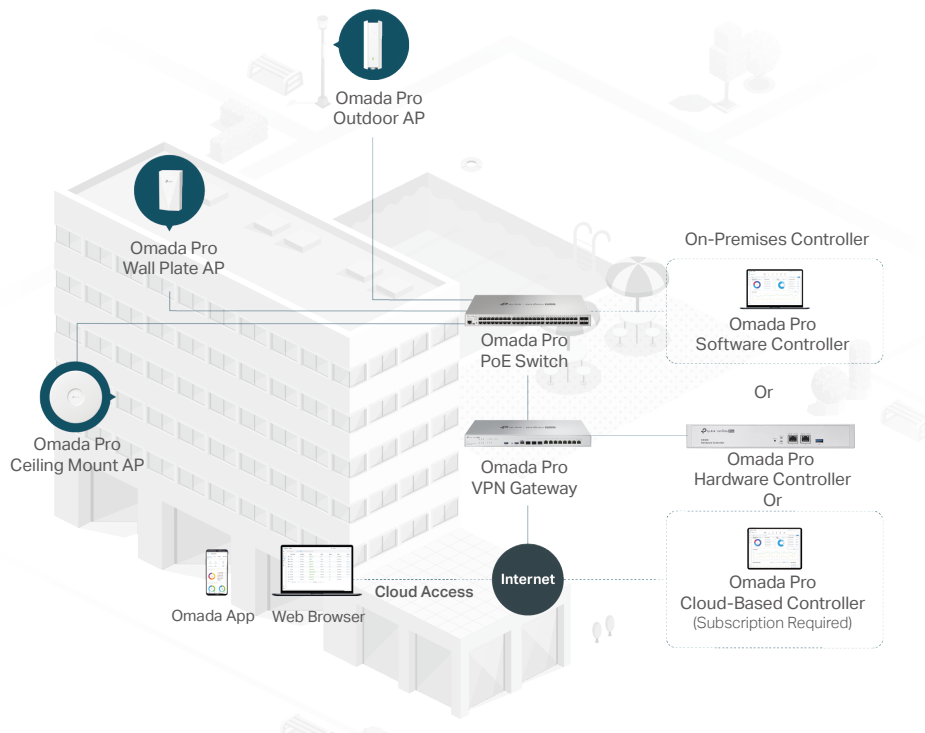 Omada Pro
Outdoor AP
Omada Pro
Wall Plate AP
On-Premises Controller
Omada Pro
Software Controller
Omada Pro
PoE Switch
Or
Omada Pro
Ceiling Mount AP
Omada Pro
VPN Gateway
Omada Pro
Hardware Controller
Or
Internet
Cloud Access
Omada App
Web Browser
Omada Pro
Cloud-Based Controller
(Subscription Required)